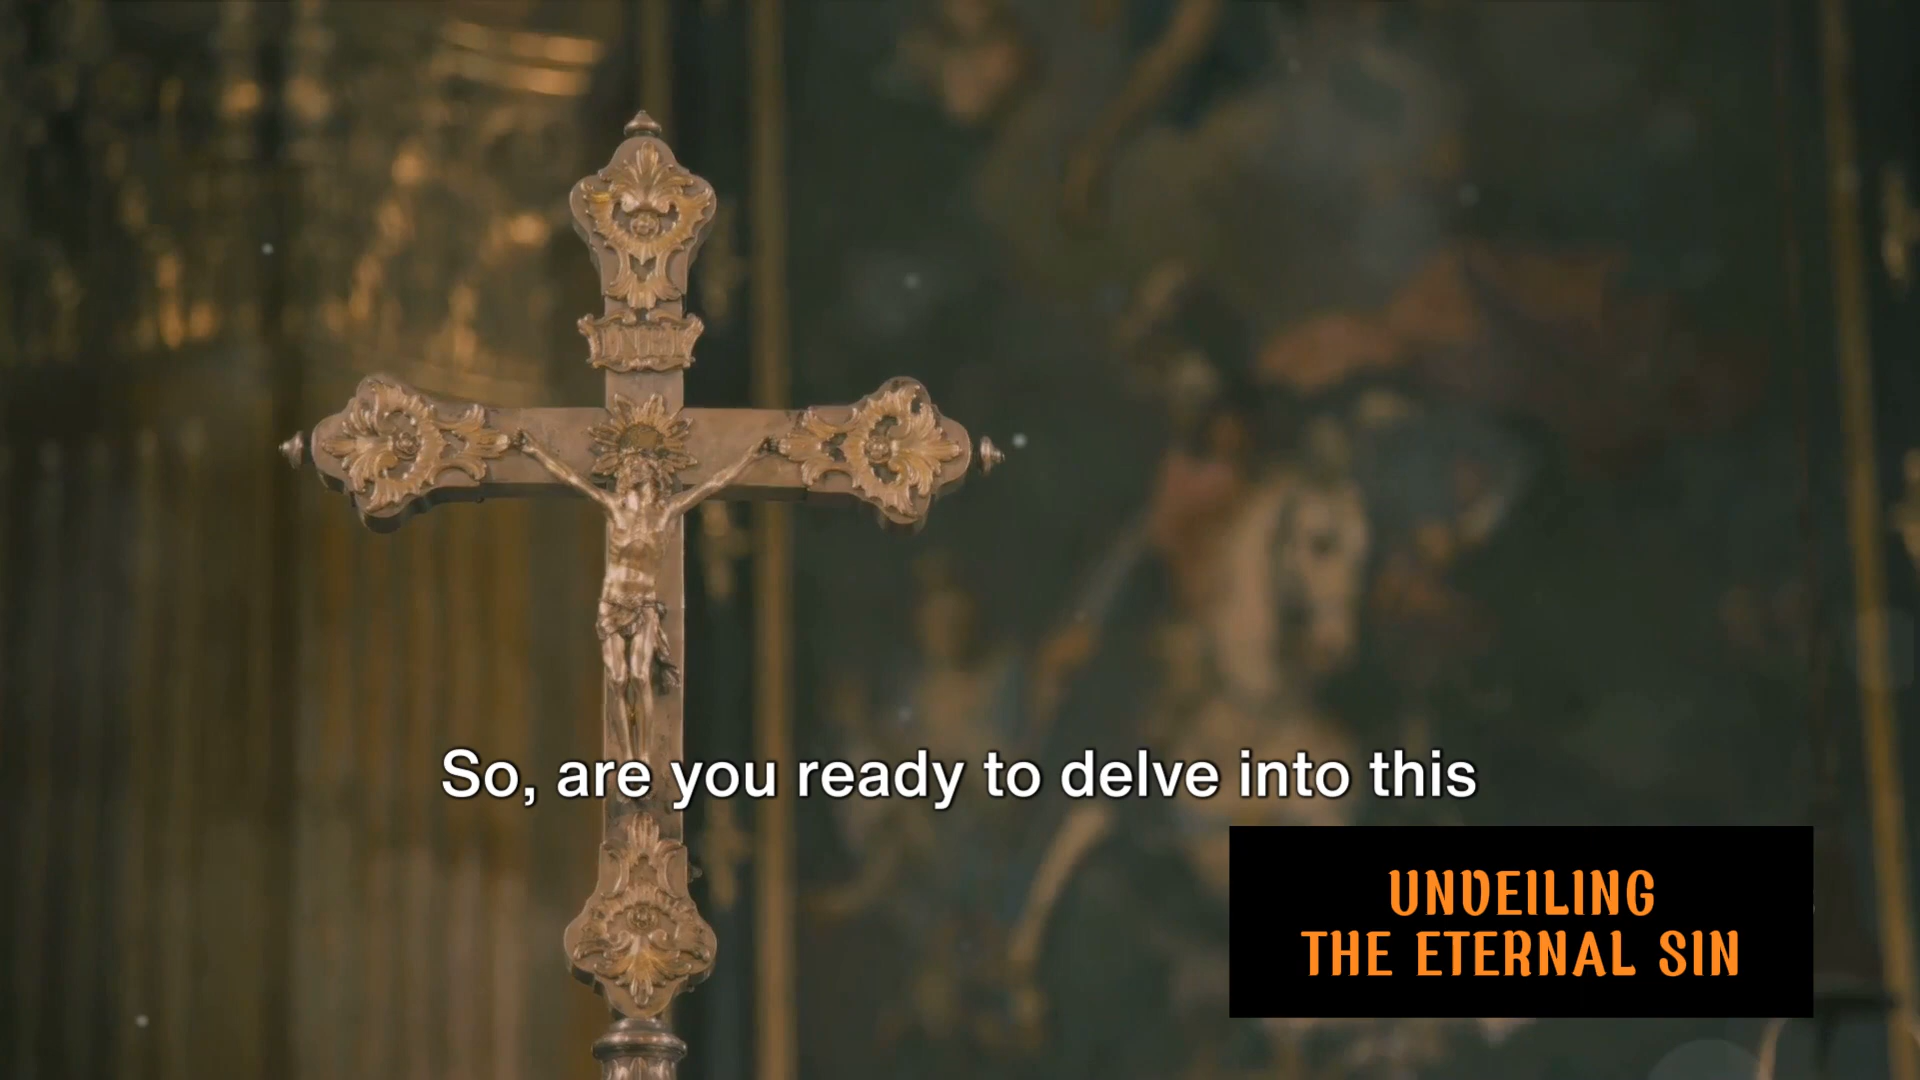 So, are you ready to delve into this
UNVEILING
THE ETERNAL SIN